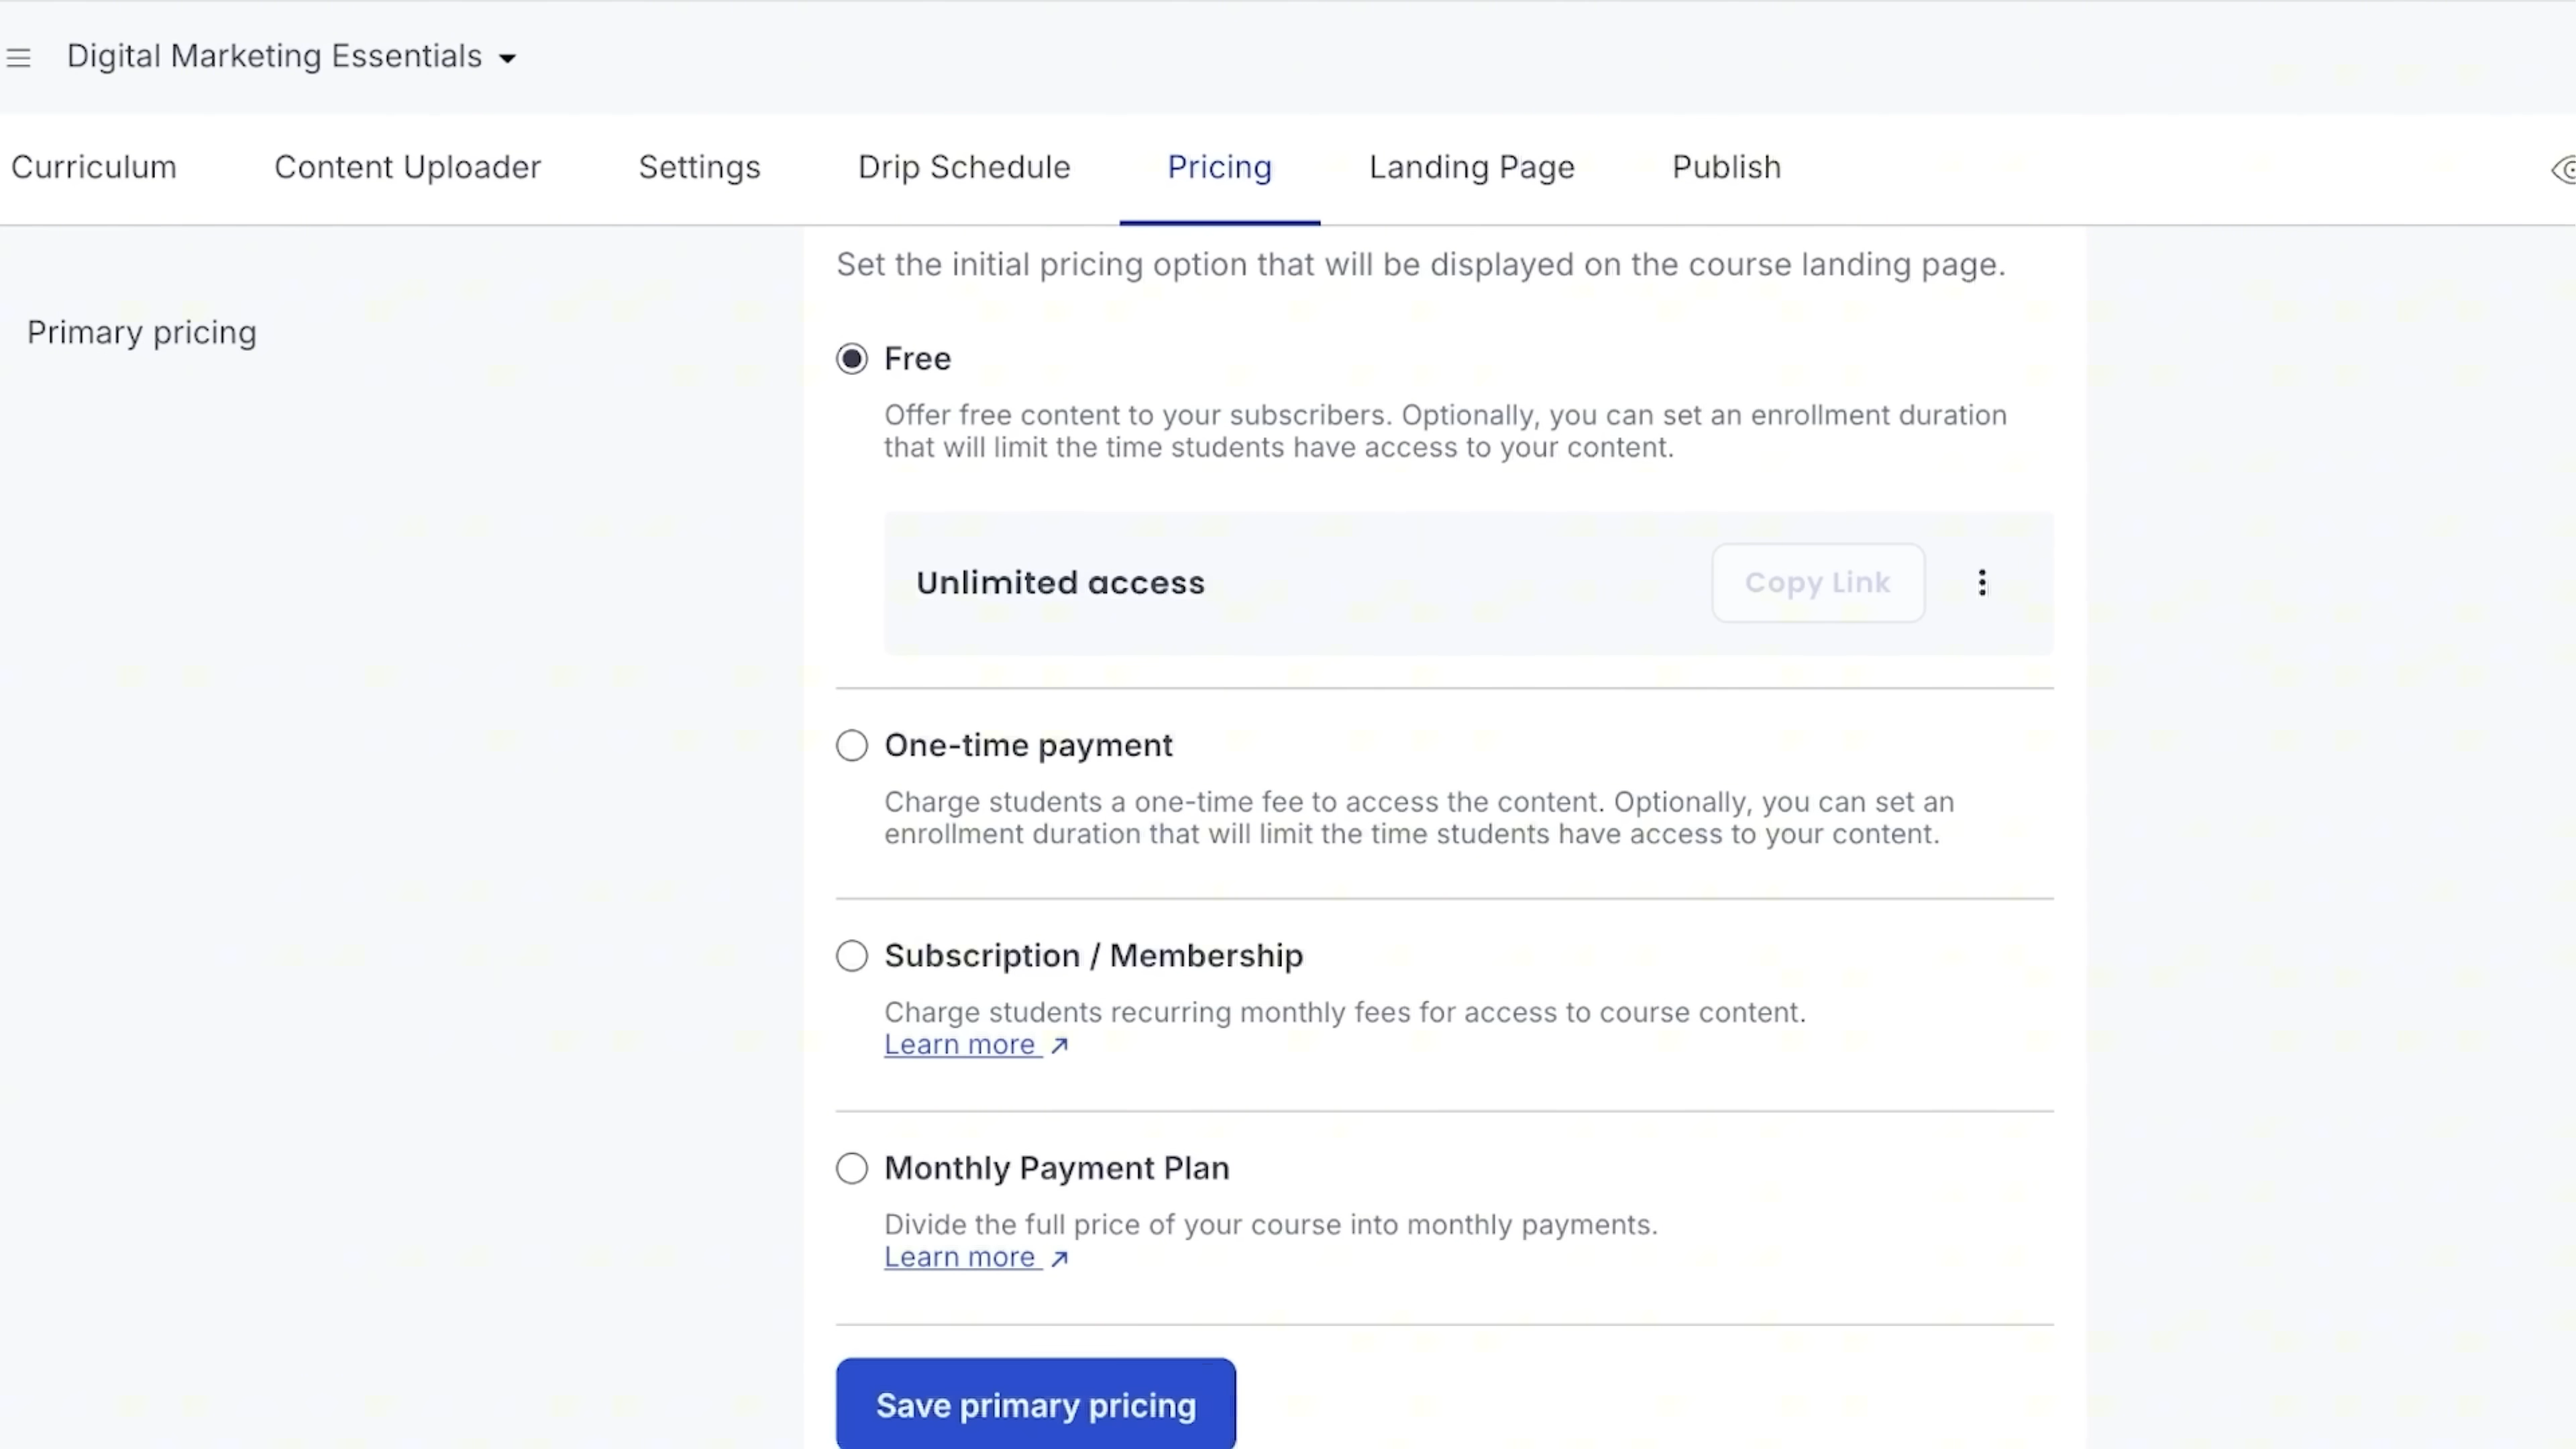 Digital Marketing Essentials
Curriculum
Content Uploader
Settings
Drip Schedule
Pricing
Landing Page
Publish
Primary pricing
Set the initial pricing option that will be displayed on the course landing page.
Free
Offer free content to your subscribers. Optionally, you can set an enrollment duration
that will limit the time students have access to your content.
Unlimited access
Copy Link
One-time payment
Charge students a one-time fee to access the content. Optionally, you can set an
enrollment duration that will limit the time students have access to your content.
Subscription / Membership
Charge students recurring monthly fees for access to course content.
Learn more
Monthly Payment Plan
Divide the full price of your course into monthly payments.
Learn more
Save primary pricing